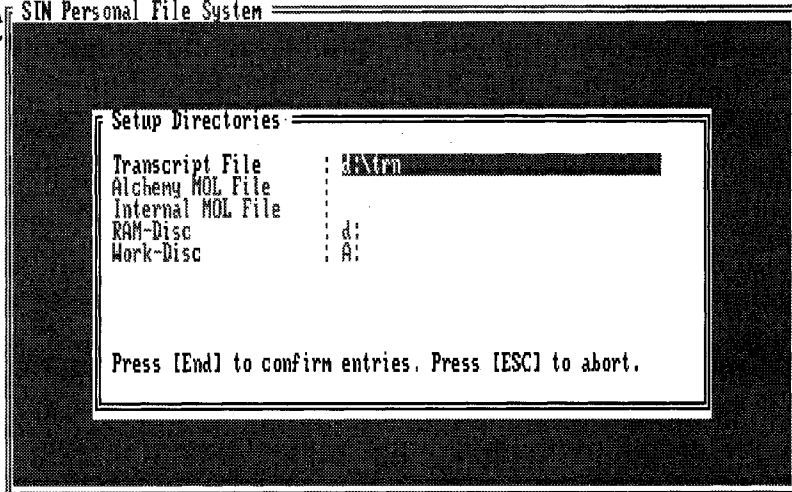 SIN Personal File System
Setup Directories
Transcript File : d:\trn
Alchemy MOL File :
Internal MOL File :
RAM-Disc : d:
Work-Disc : A:
Press [End] to confirm entries. Press [ESC] to abort.